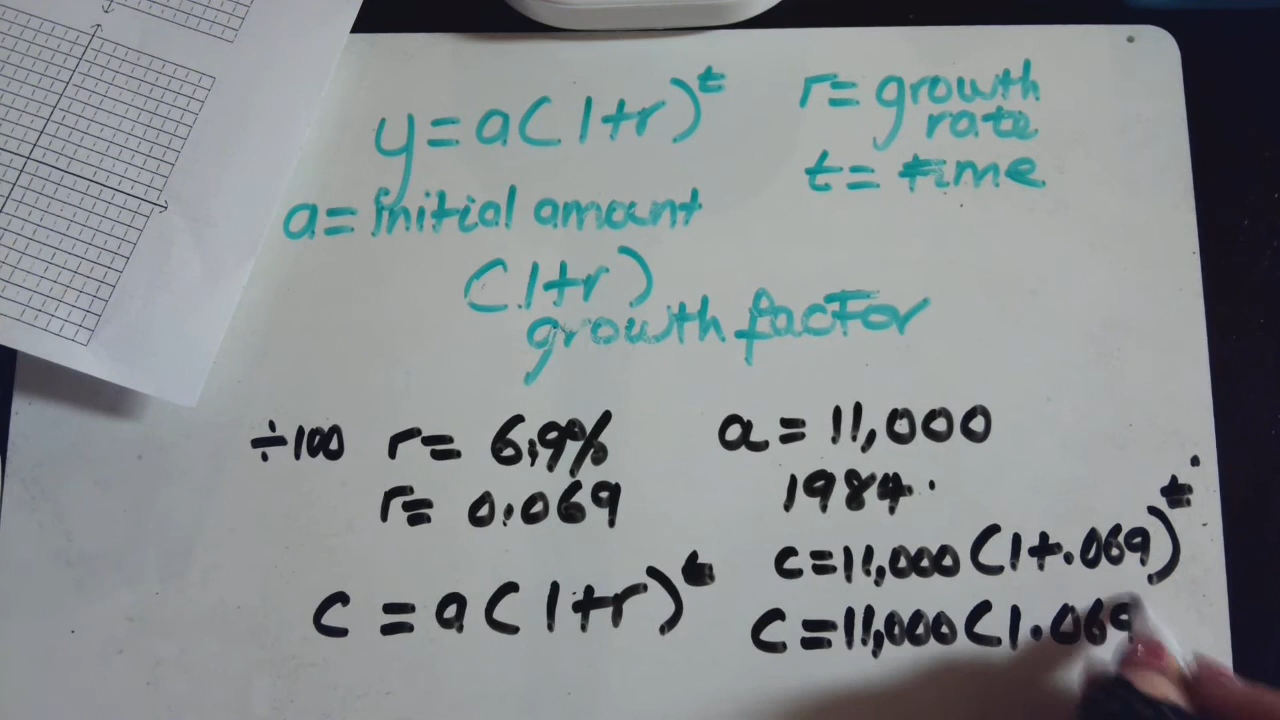 y = a(1+r)^t
r = growth rate
t = time
a = initial amount
(1+r)
growth factor
÷100 r = 6.9%
r = 0.069
a = 11,000
1984.
c = a(1+r)^t
c = 11,000(1+.069)^t
c = 11,000(1.069